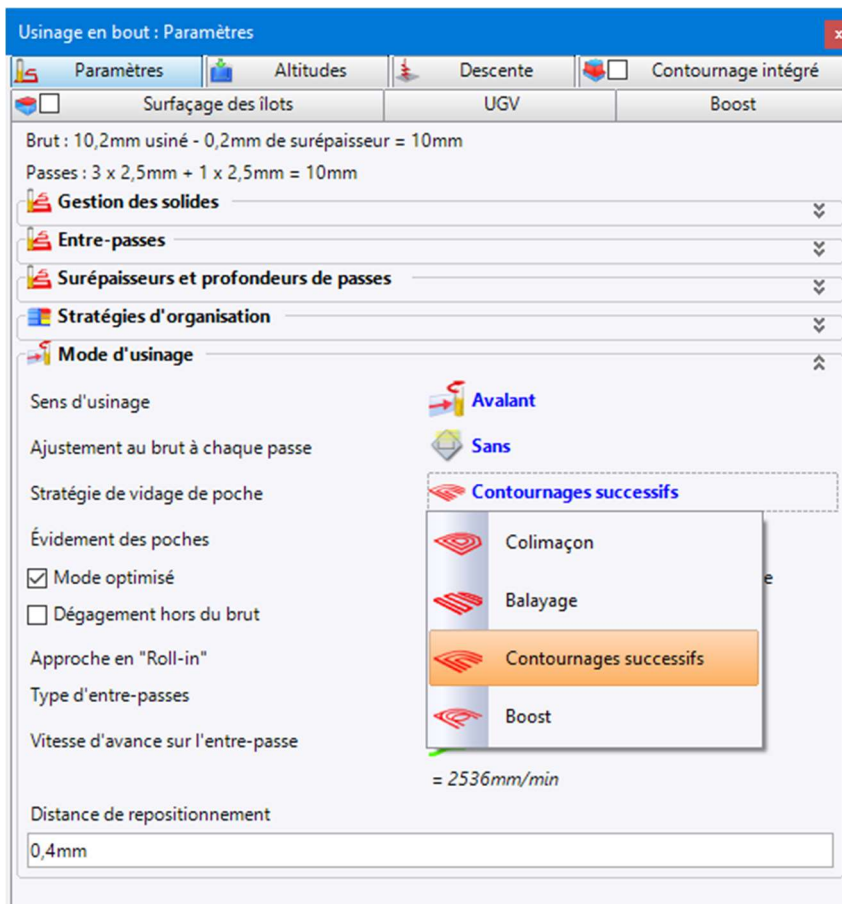 Usinage en bout : Paramètres
x
Paramètres Altitudes Descente Contournage intégré
Surfaçage des îlots UGV Boost
Brut : 10,2mm usiné - 0,2mm de surépaisseur = 10mm
Passes : 3 x 2,5mm + 1 x 2,5mm = 10mm
Gestion des solides
Entre-passes
Surépaisseurs et profondeurs de passes
Stratégies d'organisation
Mode d'usinage
Sens d'usinage Avalant
Ajustement au brut à chaque passe Sans
Stratégie de vidage de poche Contournages successifs
Évidement des poches Colimaçon
Mode optimisé e
Dégagement hors du brut Balayage
Approche en "Roll-in" Contournages successifs
Type d'entre-passes
Boost
Vitesse d'avance sur l'entre-passe
= 2536mm/min
Distance de repositionnement
0,4mm